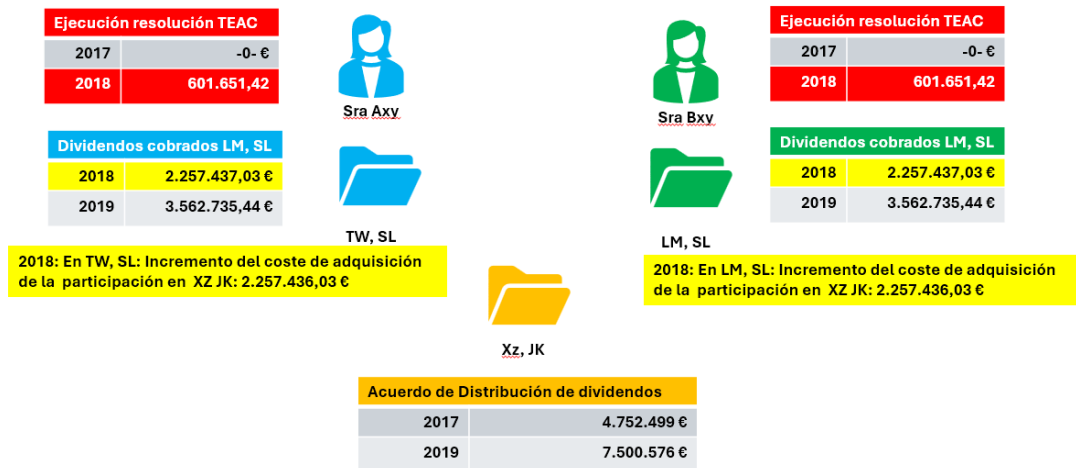 Ejecución resolución TEAC
2017 -0- €
2018 601.651,42
Sra Axy
Dividendos cobrados LM, SL
2018 2.257.437,03 €
2019 3.562.735,44 €
TW, SL
2018: En TW, SL: Incremento del coste de adquisición
de la participación en XZ JK: 2.257.436,03 €
Ejecución resolución TEAC
2017 -0- €
2018 601.651,42
Sra Bxy
Dividendos cobrados LM, SL
2018 2.257.437,03 €
2019 3.562.735,44 €
LM, SL
2018: En LM, SL: Incremento del coste de adquisición
de la participación en XZ JK: 2.257.436,03 €
Xz, JK
Acuerdo de Distribución de dividendos
2017 4.752.499 €
2019 7.500.576 €